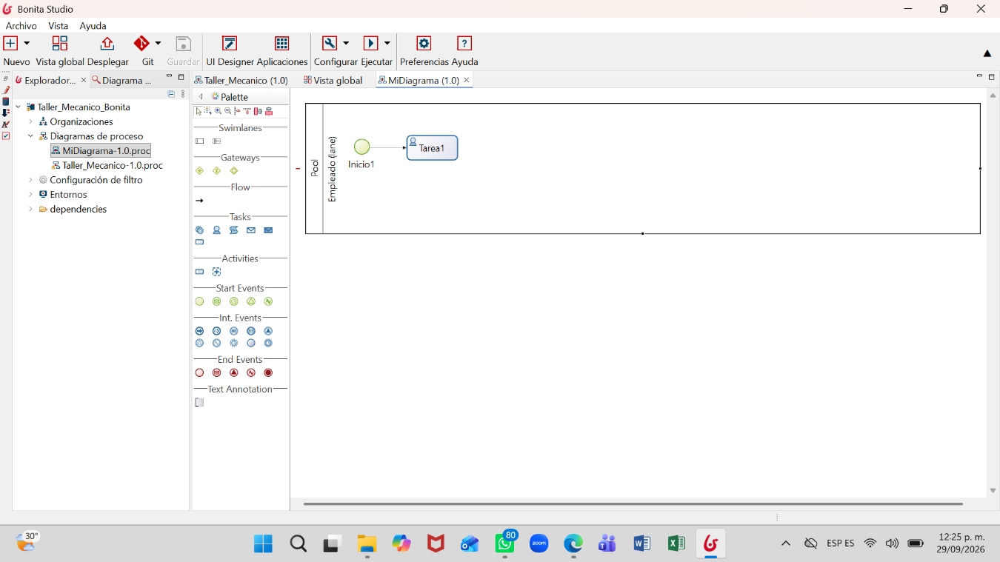 Bonita Studio
Archivo Vista Ayuda
Nuevo Vista global Desplegar Git Guardar UI Designer Aplicaciones Configurar Ejecutar Preferencias Ayuda
Explorador... Diagrama ...
Taller_Mecanico (1.0) Vista global MiDiagrama (1.0)
Taller_Mecanico_Bonita
Organizaciones
Diagramas de proceso
MiDiagrama-1.0.proc
Taller_Mecanico-1.0.proc
Configuración de filtro
Entornos
dependencies
Palette
Swimlanes
Gateways
Flow
Tasks
Activities
Start Events
Int. Events
End Events
Text Annotation
Pool
Empleado (lane)
Inicio1
Tarea1
30°
80
zoom
ESP ES
12:25 p. m.
29/09/2026